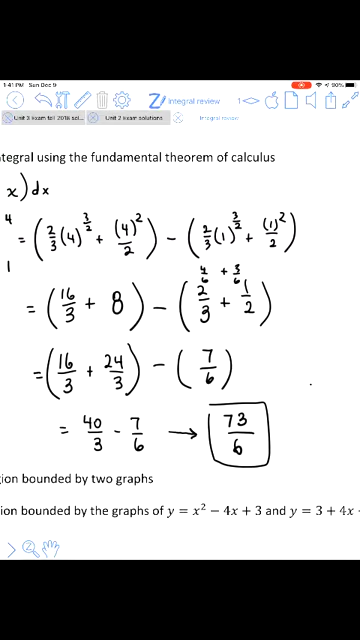 1:41 PM Sun Dec 9
90%
Integral review
Unit 3 Exam fall 2018 sol... Unit 2 Exam solutions Integral review
ntegral using the fundamental theorem of calculus
x) dx
4
1
= (2/3 (4)^3/2 + (4)^2/2) − (2/3 (1)^3/2 + (1)^2/2)
4/6 + 3/6
= (16/3 + 8) − (2/3 + 1/2)
= (16/3 + 24/3) − (7/6)
= 40/3 − 7/6 → 73/6
gion bounded by two graphs
ion bounded by the graphs of y = x² − 4x + 3 and y = 3 + 4x